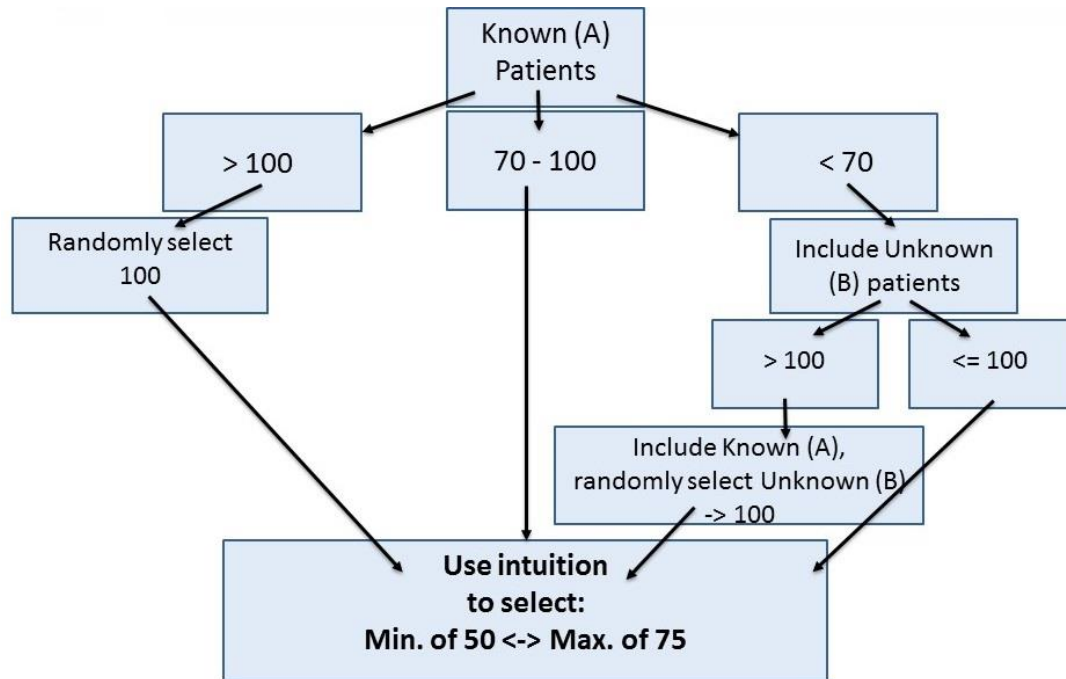 Known (A)
Patients
> 100
70 - 100
< 70
Randomly select
100
Include Unknown
(B) patients
> 100
<= 100
Include Known (A),
randomly select Unknown (B)
-> 100
Use intuition
to select:
Min. of 50 <-> Max. of 75